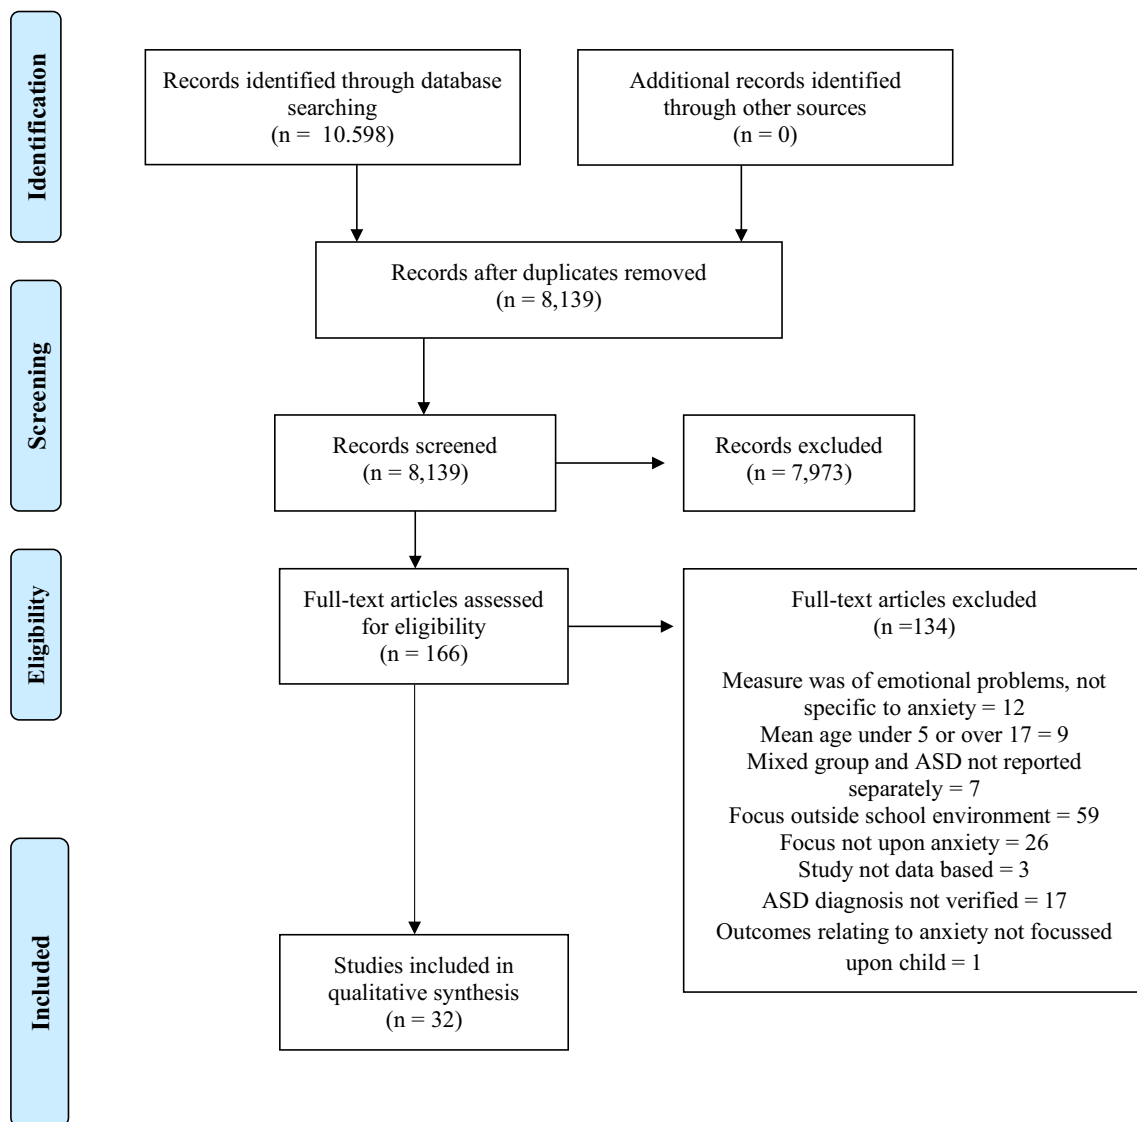 Identification
Records identified through database
searching
(n =  10.598)
Additional records identified
through other sources
(n = 0)
Records after duplicates removed
(n = 8,139)
Screening
Records screened
(n = 8,139)
Records excluded
(n = 7,973)
Eligibility
Full-text articles assessed
for eligibility
(n = 166)
Full-text articles excluded
(n =134)
Measure was of emotional problems, not
specific to anxiety = 12
Mean age under 5 or over 17 = 9
Mixed group and ASD not reported
separately = 7
Focus outside school environment = 59
Focus not upon anxiety = 26
Study not data based = 3
ASD diagnosis not verified = 17
Outcomes relating to anxiety not focussed
upon child = 1
Included
Studies included in
qualitative synthesis
(n = 32)